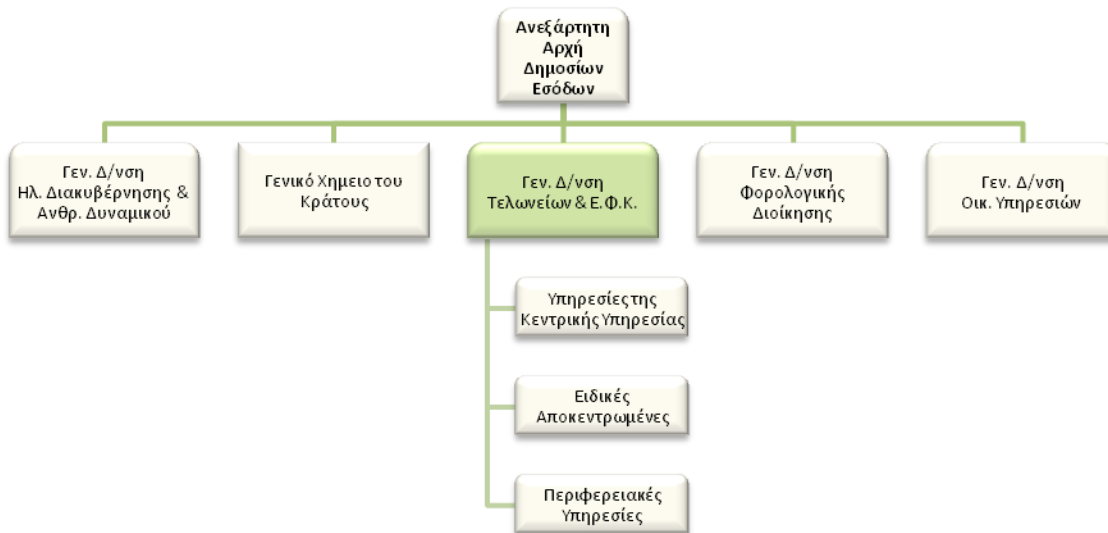 Ανεξάρτητη
Αρχή
Δημοσίων
Εσόδων
Γεν. Δ/νση
Ηλ. Διακυβέρνησης &
Ανθρ. Δυναμικού
Γενικό Χημειο του
Κράτους
Γεν. Δ/νση
Τελωνείων & Ε.Φ.Κ.
Γεν. Δ/νση
Φορολογικής
Διοίκησης
Γεν. Δ/νση
Οικ. Υπηρεσιών
Υπηρεσίες της
Κεντρικής Υπηρεσίας
Ειδικές
Αποκεντρωμένες
Περιφερειακές
Υπηρεσίες